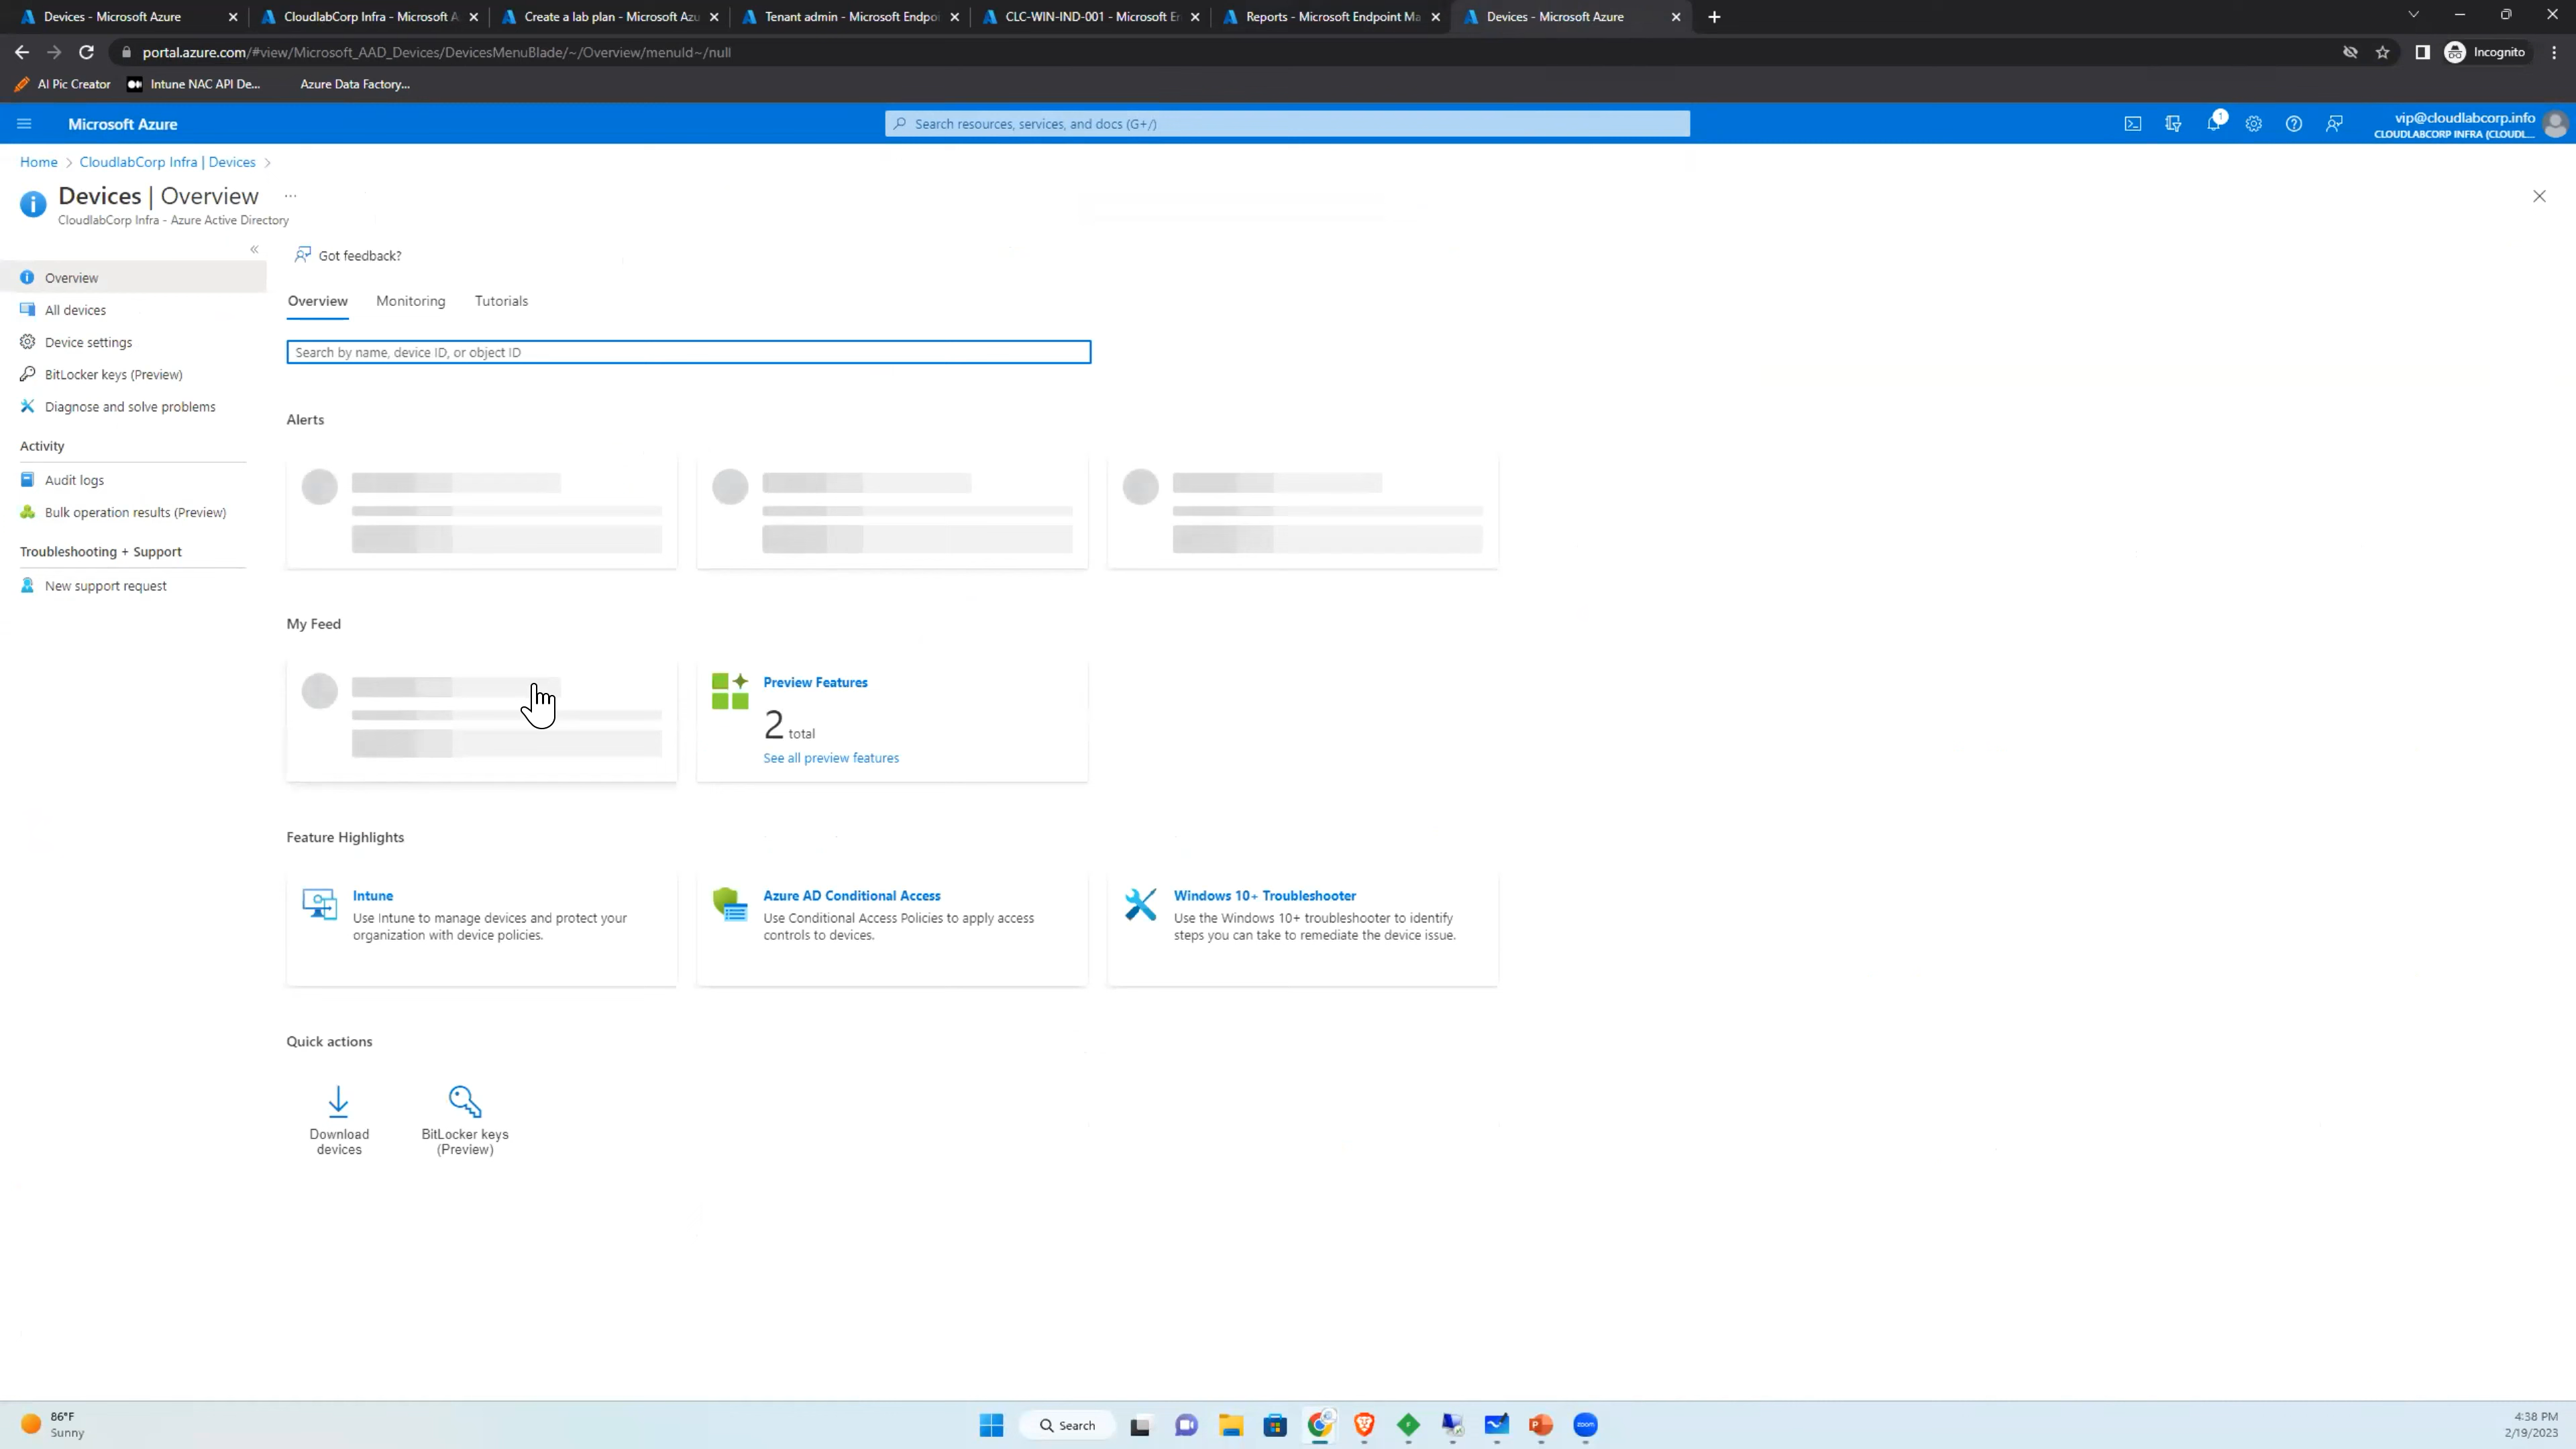 Devices - Microsoft Azure
CloudlabCorp Infra - Microsoft A
Create a lab plan - Microsoft Azu
Tenant admin - Microsoft Endpoi
CLC-WIN-IND-001 - Microsoft En
Reports - Microsoft Endpoint Ma
Devices - Microsoft Azure
portal.azure.com/#view/Microsoft_AAD_Devices/DevicesMenuBlade/~/Overview/menuId~/null
Incognito
AI Pic Creator
Intune NAC API De...
Azure Data Factory...
Microsoft Azure
Search resources, services, and docs (G+/)
1
vip@cloudlabcorp.info
CLOUDLABCORP INFRA (CLOUDL...
Home > CloudlabCorp Infra | Devices >
Devices | Overview ...
CloudlabCorp Infra - Azure Active Directory
Overview
All devices
Device settings
BitLocker keys (Preview)
Diagnose and solve problems
Activity
Audit logs
Bulk operation results (Preview)
Troubleshooting + Support
New support request
Got feedback?
Overview
Monitoring
Tutorials
Search by name, device ID, or object ID
Alerts
My Feed
Preview Features
2 total
See all preview features
Feature Highlights
Intune
Use Intune to manage devices and protect your
organization with device policies.
Azure AD Conditional Access
Use Conditional Access Policies to apply access
controls to devices.
Windows 10+ Troubleshooter
Use the Windows 10+ troubleshooter to identify
steps you can take to remediate the device issue.
Quick actions
Download
devices
BitLocker keys
(Preview)
86°F
Sunny
Search
zoom
4:38 PM
2/19/2023